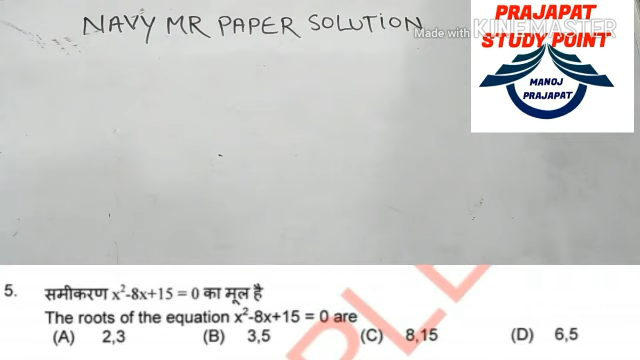 NAVY MR PAPER SOLUTION
Made with KINEMASTER
PRAJAPAT
STUDY POINT
MANOJ
PRAJAPAT
5. समीकरण x²-8x+15 = 0 का मूल है
The roots of the equation x²-8x+15 = 0 are
(A) 2,3 (B) 3,5 (C) 8,15 (D) 6,5